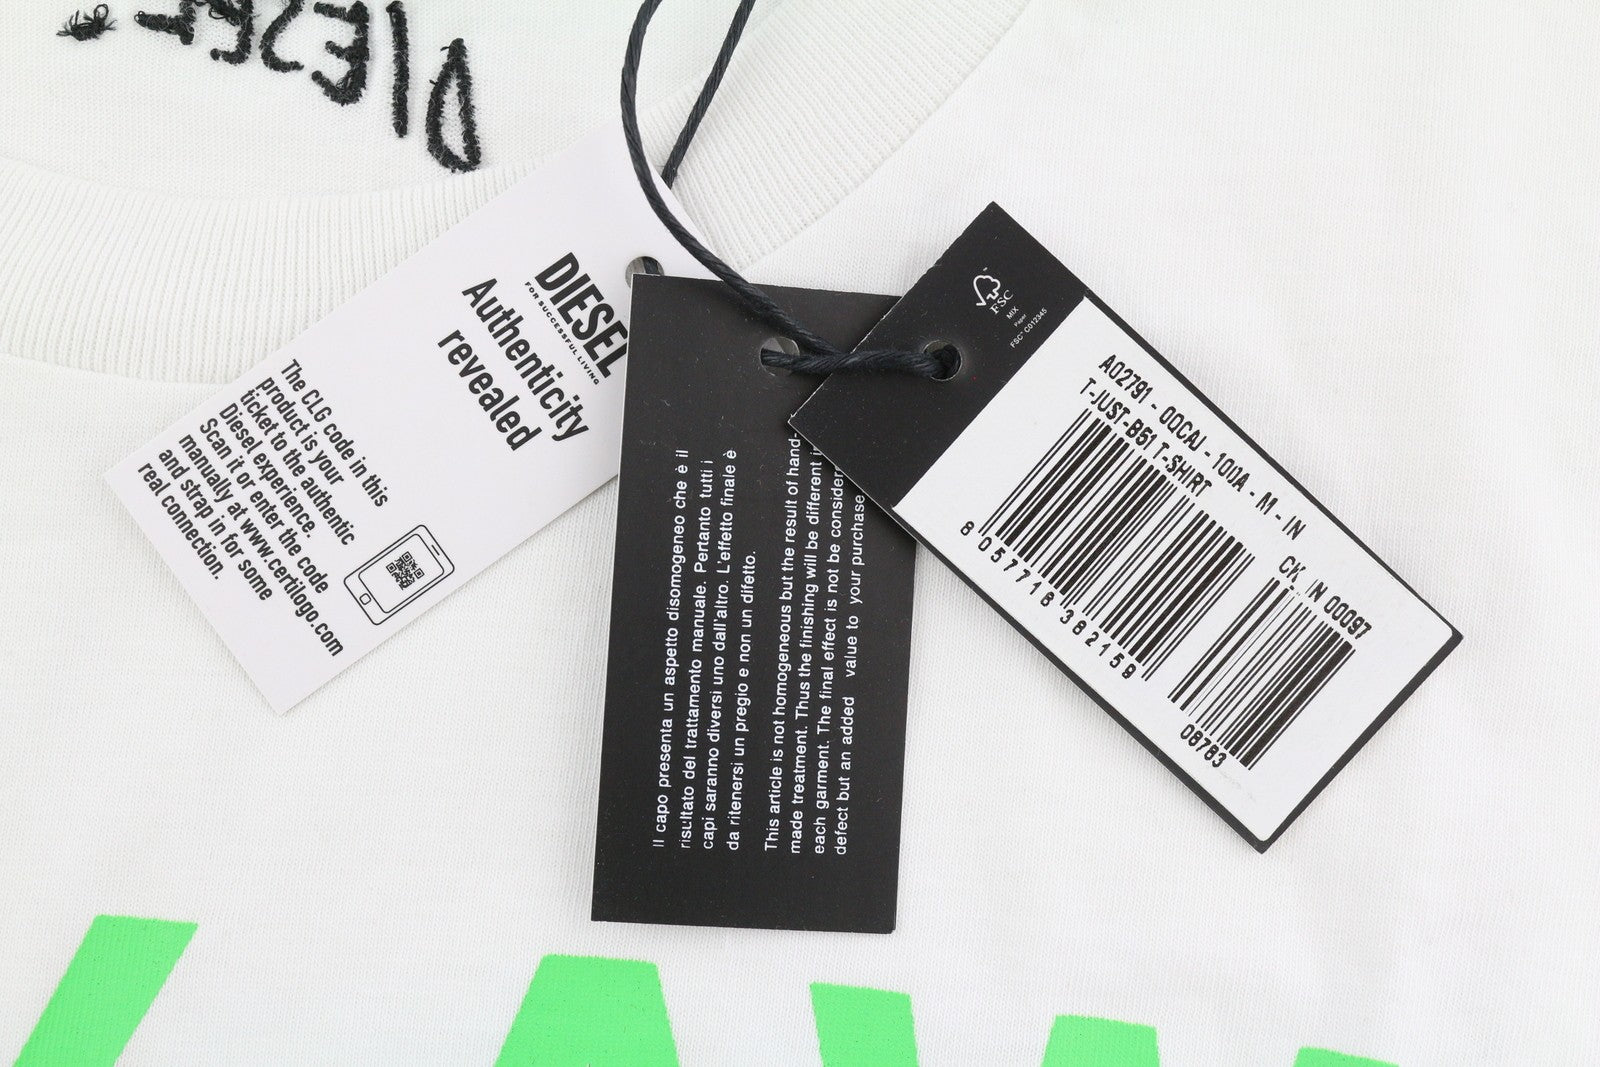 DIESEL
DIESEL
FOR SUCCESSFUL LIVING
Authenticity
revealed
The CLG code in this
product is your
ticket to the authentic
Diesel experience.
Scan it or enter the code
manually at www.certilogo.com
and strap in for some
real connection.
Il capo presenta un aspetto disomogeneo che è il
risultato del trattamento manuale. Pertanto tutti i
capi saranno diversi uno dall'altro. L'effetto finale è
da ritenersi un pregio e non un difetto.
This article is not homogeneous but the result of hand-
made treatment. Thus the finishing will be different
each garment. The final effect is not be consider
defect but an added value to your purchase
FSC
MIX
Paper
FSC™ C012345
A02791 - 0QCAJ - 100A - M - IN
T-JUST-B51 T-SHIRT
8057718382159
CK IN 00097
08783